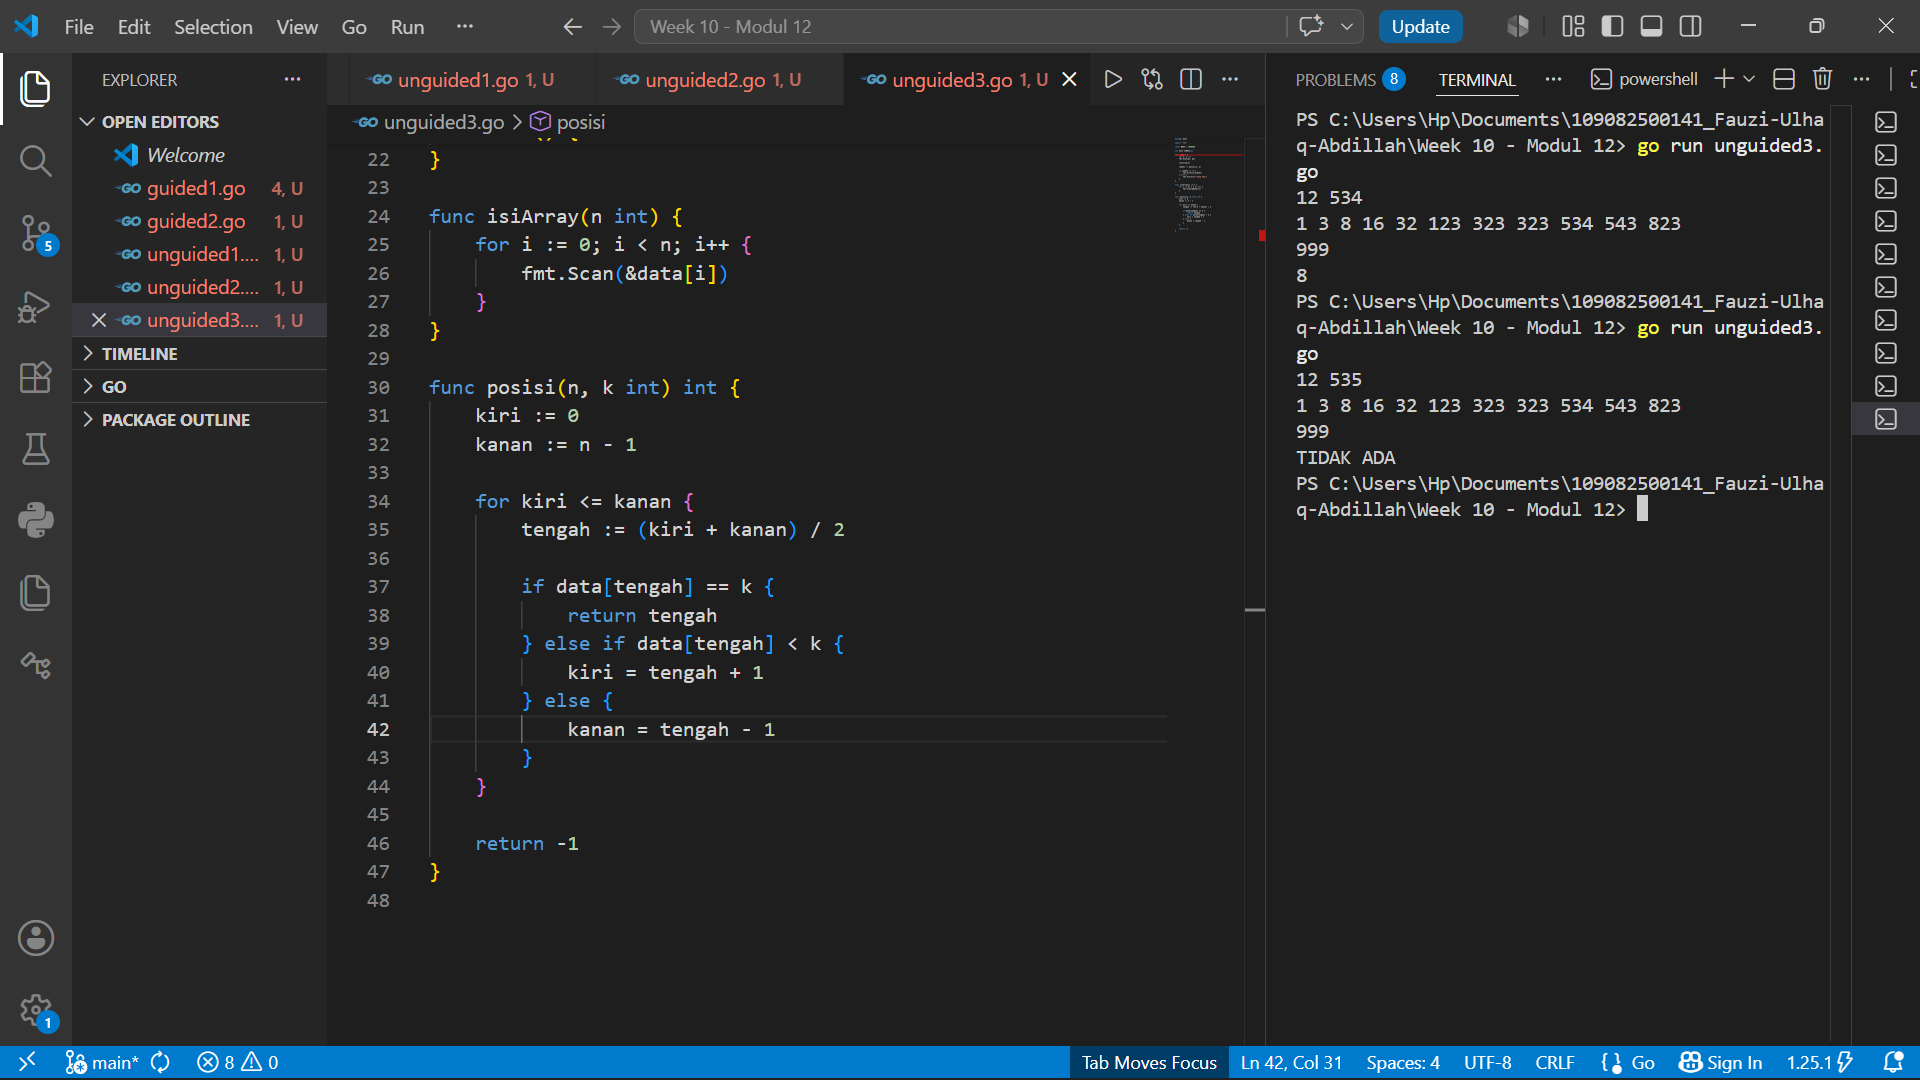 File Edit Selection View Go Run ··· Week 10 - Modul 12 Update
EXPLORER ···
OPEN EDITORS
Welcome
guided1.go 4, U
guided2.go 1, U
unguided1.... 1, U
unguided2.... 1, U
unguided3.... 1, U
TIMELINE
GO
PACKAGE OUTLINE
5
1
unguided1.go 1, U unguided2.go 1, U unguided3.go 1, U
unguided3.go > posisi
22 }
23
24 func isiArray(n int) {
25 for i := 0; i < n; i++ {
26 fmt.Scan(&data[i])
27 }
28 }
29
30 func posisi(n, k int) int {
31 kiri := 0
32 kanan := n - 1
33
34 for kiri <= kanan {
35 tengah := (kiri + kanan) / 2
36
37 if data[tengah] == k {
38 return tengah
39 } else if data[tengah] < k {
40 kiri = tengah + 1
41 } else {
42 kanan = tengah - 1
43 }
44 }
45
46 return -1
47 }
48
PROBLEMS 8 TERMINAL ··· powershell
PS C:\Users\Hp\Documents\109082500141_Fauzi-Ulha
q-Abdillah\Week 10 - Modul 12> go run unguided3.
go
12 534
1 3 8 16 32 123 323 323 534 543 823
999
8
PS C:\Users\Hp\Documents\109082500141_Fauzi-Ulha
q-Abdillah\Week 10 - Modul 12> go run unguided3.
go
12 535
1 3 8 16 32 123 323 323 534 543 823
999
TIDAK ADA
PS C:\Users\Hp\Documents\109082500141_Fauzi-Ulha
q-Abdillah\Week 10 - Modul 12>
main* 8 0 Tab Moves Focus Ln 42, Col 31 Spaces: 4 UTF-8 CRLF Go Sign In 1.25.1